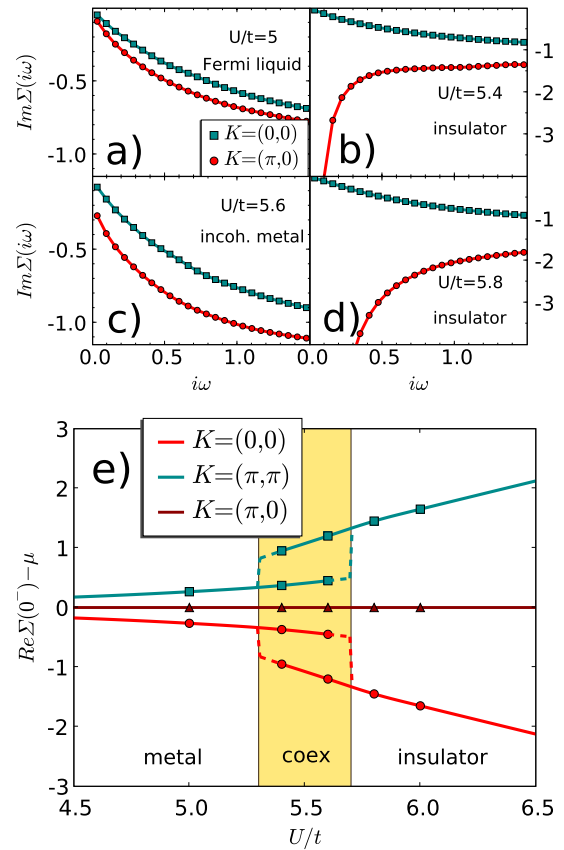 U/t=5
Fermi liquid
ImΣ(iω)
-0.5
-1.0
a)
K=(0,0)
K=(π,0)
U/t=5.4
insulator
b)
-1
-2
-3
U/t=5.6
incoh. metal
ImΣ(iω)
-0.5
-1.0
c)
U/t=5.8
insulator
d)
-1
-2
-3
0.0 0.5 1.0 0.0 0.5 1.0
iω iω
e)
K=(0,0)
K=(π,π)
K=(π,0)
ReΣ(0⁻)−μ
3
2
1
0
-1
-2
-3
metal coex insulator
4.5 5.0 5.5 6.0 6.5
U/t